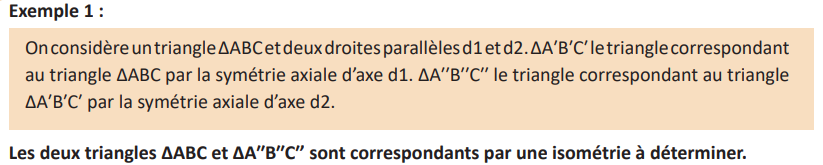 Exemple 1 :
On considère un triangle ΔABC et deux droites parallèles d1 et d2. ΔA’B’C’ le triangle correspondant
au triangle ΔABC par la symétrie axiale d’axe d1. ΔA’’B’’C’’ le triangle correspondant au triangle
ΔA’B’C’ par la symétrie axiale d’axe d2.
Les deux triangles ΔABC et ΔA’’B’’C’’ sont correspondants par une isométrie à déterminer.